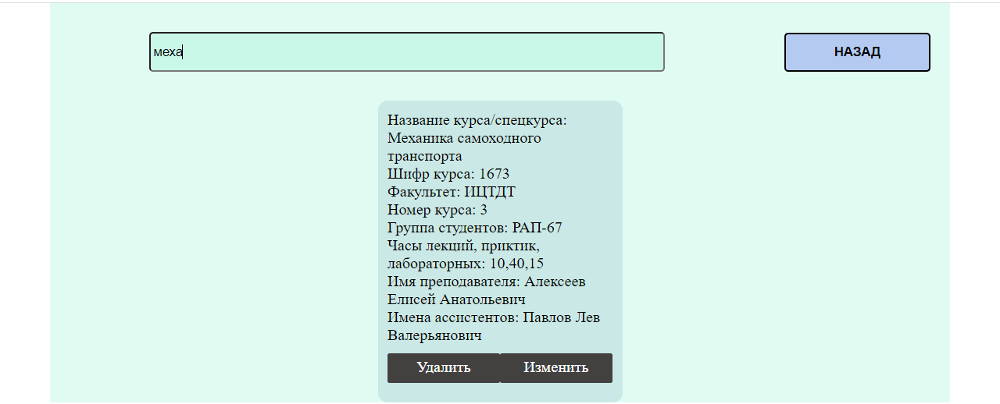 меха
НАЗАД
Название курса/спецкурса:
Механика самоходного
транспорта
Шифр курса: 1673
Факультет: ИЦТДТ
Номер курса: 3
Группа студентов: РАП-67
Часы лекций, приктик,
лабораторных: 10,40,15
Имя преподавателя: Алексеев
Елисей Анатольевич
Имена ассистентов: Павлов Лев
Валерьянович
Удалить Изменить